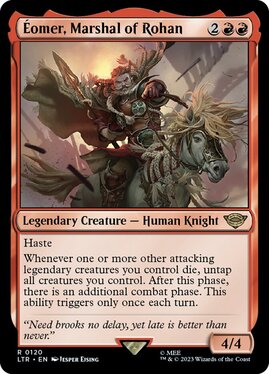 Éomer, Marshal of Rohan 2
Legendary Creature — Human Knight
Haste
Whenever one or more other attacking
legendary creatures you control die, untap
all creatures you control. After this phase,
there is an additional combat phase. This
ability triggers only once each turn.
“Need brooks no delay, yet late is better than
never.”
4/4
R 0120
LTR • EN Jesper Eising
© MEE
™ & © 2023 Wizards of the Coast